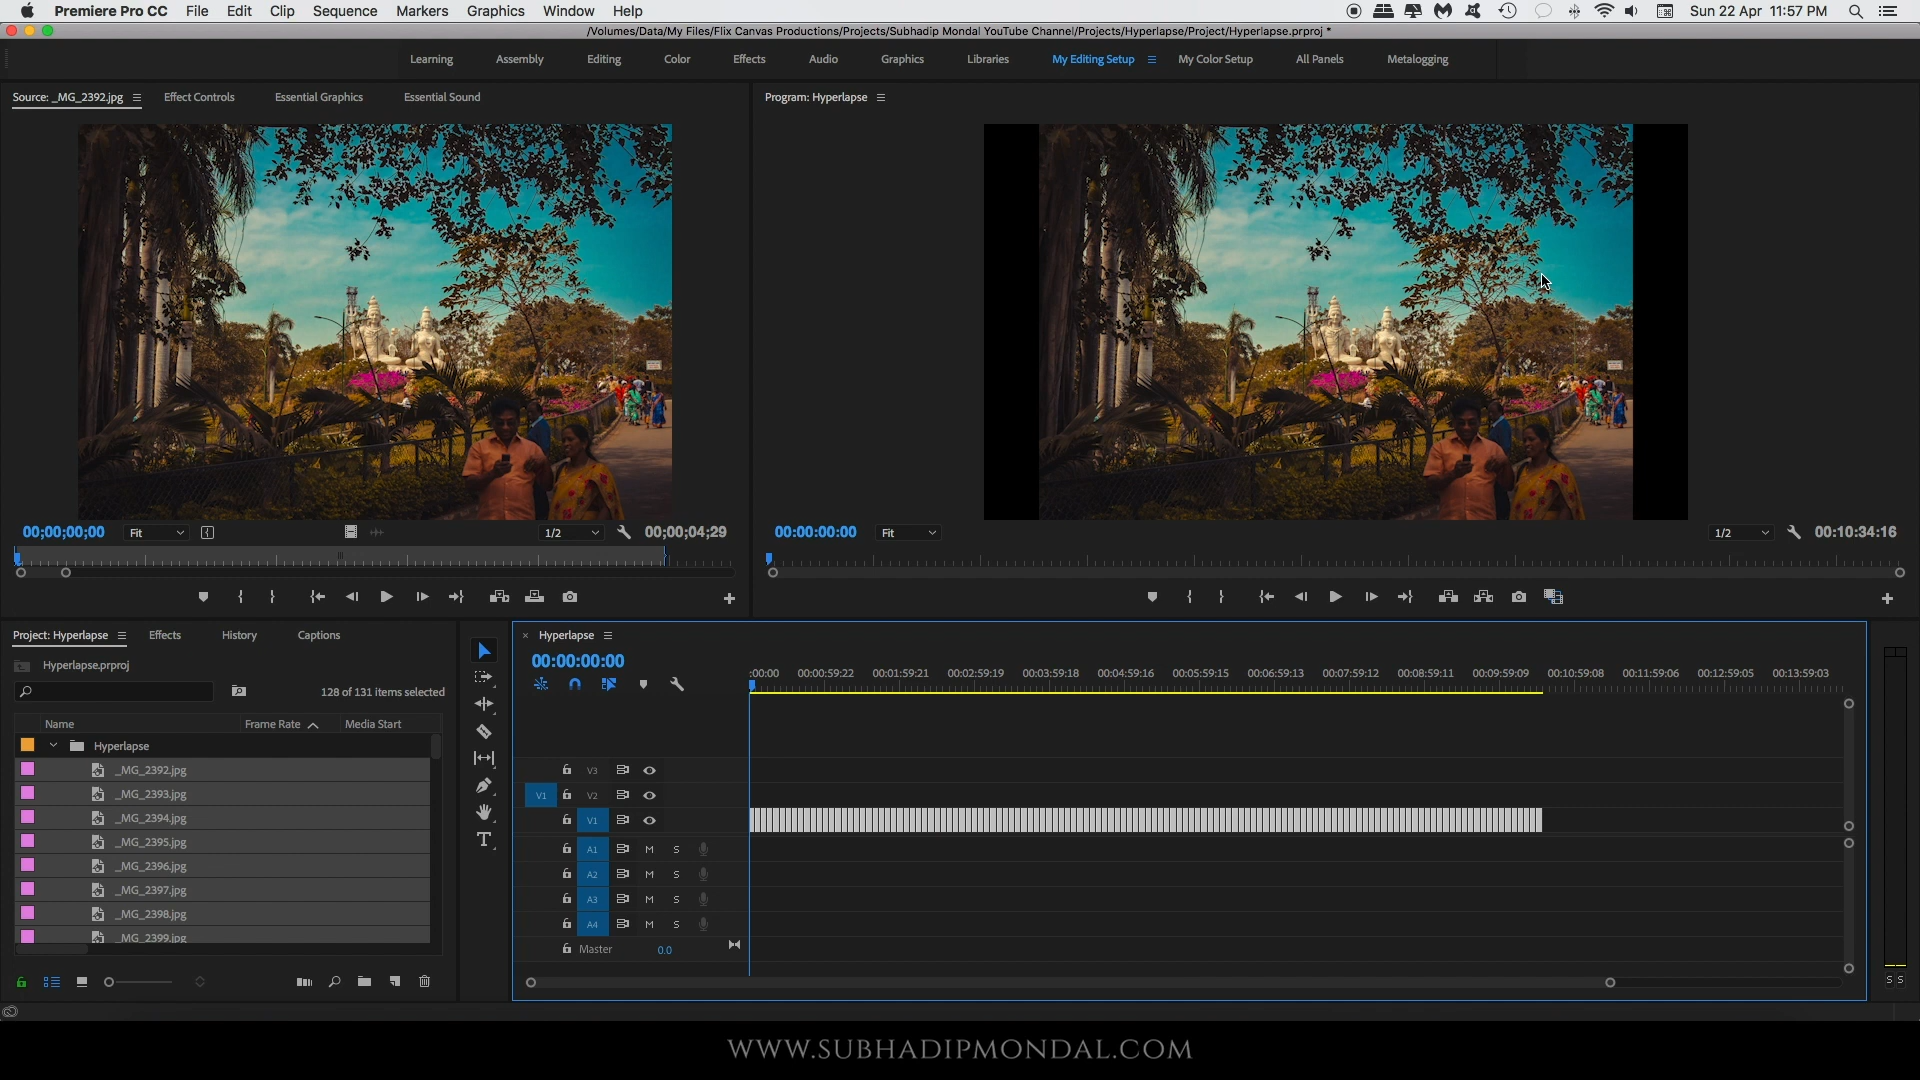 Premiere Pro CC File Edit Clip Sequence Markers Graphics Window Help Sun 22 Apr 11:57 PM
/Volumes/Data/My Files/Flix Canvas Productions/Projects/Subhadip Mondal YouTube Channel/Projects/Hyperlapse/Project/Hyperlapse.prproj *
Learning Assembly Editing Color Effects Audio Graphics Libraries My Editing Setup My Color Setup All Panels Metalogging
Source: _MG_2392.jpg Effect Controls Essential Graphics Essential Sound
Program: Hyperlapse
00;00;00;00 Fit 1/2 00;00;04;29
00:00:00:00 Fit 1/2 00:10:34:16
Project: Hyperlapse Effects History Captions
Hyperlapse.prproj
128 of 131 items selected
Name Frame Rate Media Start
Hyperlapse
_MG_2392.jpg
_MG_2393.jpg
_MG_2394.jpg
_MG_2395.jpg
_MG_2396.jpg
_MG_2397.jpg
_MG_2398.jpg
_MG_2399.jpg
× Hyperlapse
00:00:00:00
:00:00 00:00:59:22 00:01:59:21 00:02:59:19 00:03:59:18 00:04:59:16 00:05:59:15 00:06:59:13 00:07:59:12 00:08:59:11 00:09:59:09 00:10:59:08 00:11:59:06 00:12:59:05 00:13:59:03
V3
V1 V2
V1
A1 M S
A2 M S
A3 M S
A4 M S
Master 0.0
S S
WWW.SUBHADIPMONDAL.COM